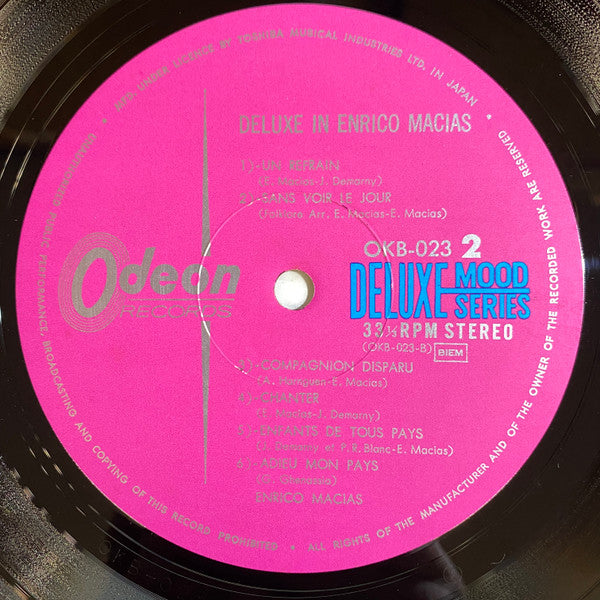 MFD. UNDER LICENCE BY TOSHIBA MUSICAL INDUSTRIES LTD. IN JAPAN
DELUXE IN ENRICO MACIAS
1)-UN REFRAIN
(E. Macias-J. Demarny)
2)-SANS VOIR LE JOUR
(Folklore Arr. E. Macias-E. Macias)
Odeon
RECORDS
OKB-023 2
DELUXE MOOD SERIES
33⅓RPM STEREO
(OKB-023-B) BIEM
3)-COMPAGNION DISPARU
(A. Hornguen-E. Macias)
4)-CHANTER
(E. Macias-J. Demarny)
5)-ENFANTS DE TOUS PAYS
(J. Demarny et P. R. Blanc-E. Macias)
6)-ADIEU MON PAYS
(G. Ghenassia)
ENRICO MACIAS
UNAUTHORISED PUBLIC PERFORMANCE, BROADCASTING AND COPYING OF THIS RECORD PROHIBITED • ALL RIGHTS OF THE MANUFACTURER AND OF THE OWNER OF THE RECORDED WORK ARE RESERVED •